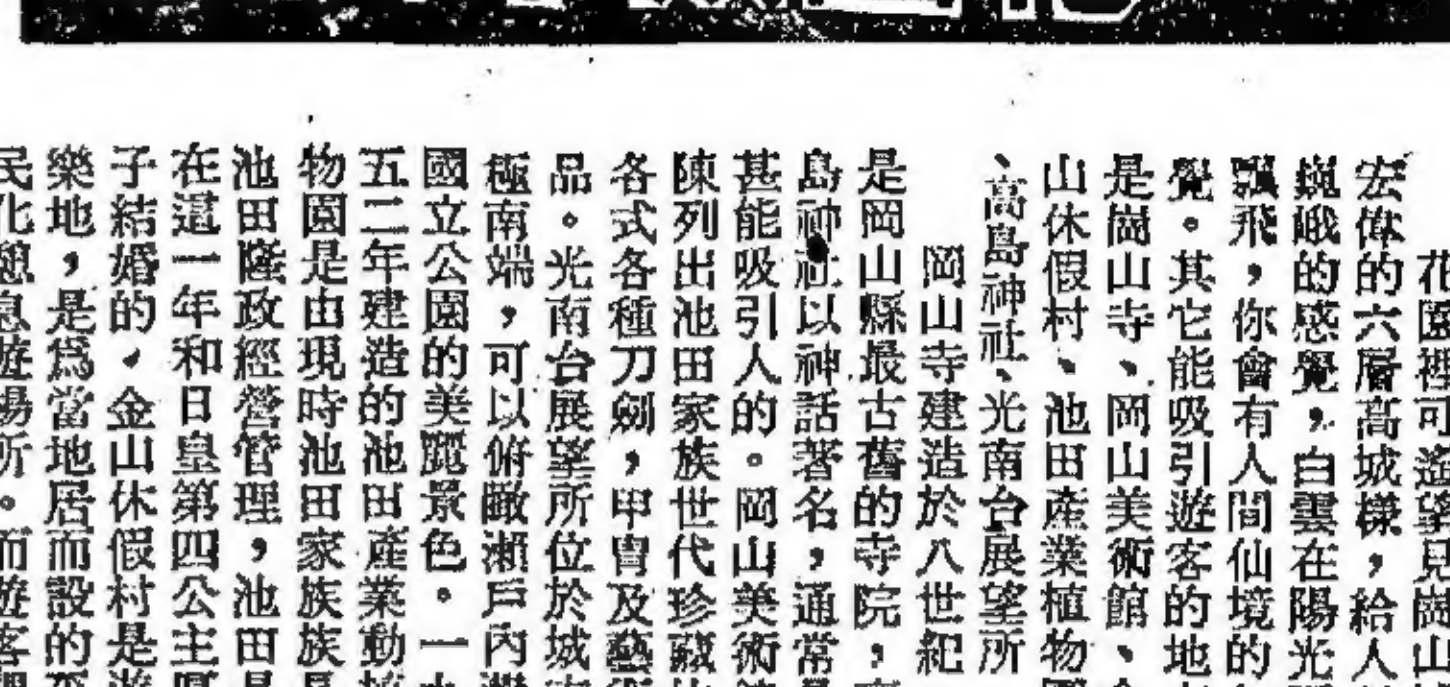 花園裡可遙望見崗山
宏偉的六層高城樣，給人
巍峨的感覺，白雲在陽光
飄飛，你會有人間仙境的
覺。其它能吸引遊客的地
是崗山寺、岡山美術館、
山休假村、池田產業植物
、高島神社、光南台展望所
岡山寺建造於八世紀
是岡山縣最古舊的寺院，
島神社以神話著名，通常
甚能吸引人的。岡山美術
陳列出池田家族世代珍藏
各式各種刀劍，甲冑及藝
品。光南台展望所位於城
極南端，可以俯瞰瀨戶內
國立公園的美麗景色。一
五二年建造的池田產業動
物園是由現時池田家族
池田隆政經營管理，池田
在這一年和日皇第四公主
子結婚的，金山休假村是
樂地，是爲當地居而設的
民化憩息遊場所。而遊客